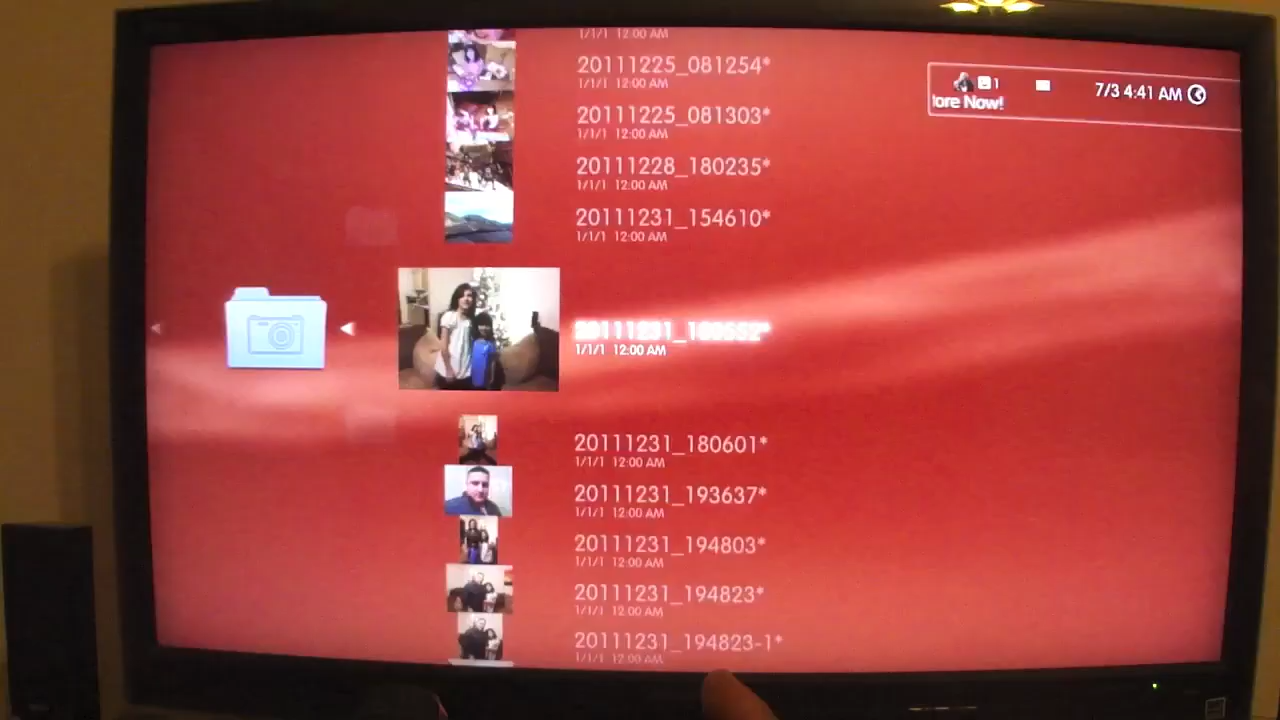 1/1/1 12:00 AM
20111225_081254*
1/1/1 12:00 AM
20111225_081303*
1/1/1 12:00 AM
20111228_180235*
1/1/1 12:00 AM
20111231_154610*
1/1/1 12:00 AM
1
7/3 4:41 AM
ore Now!
1/1/1 12:00 AM
20111231_180601*
1/1/1 12:00 AM
20111231_193637*
1/1/1 12:00 AM
20111231_194803*
1/1/1 12:00 AM
20111231_194823*
1/1/1 12:00 AM
20111231_194823-1*
1/1/1 12:00 AM